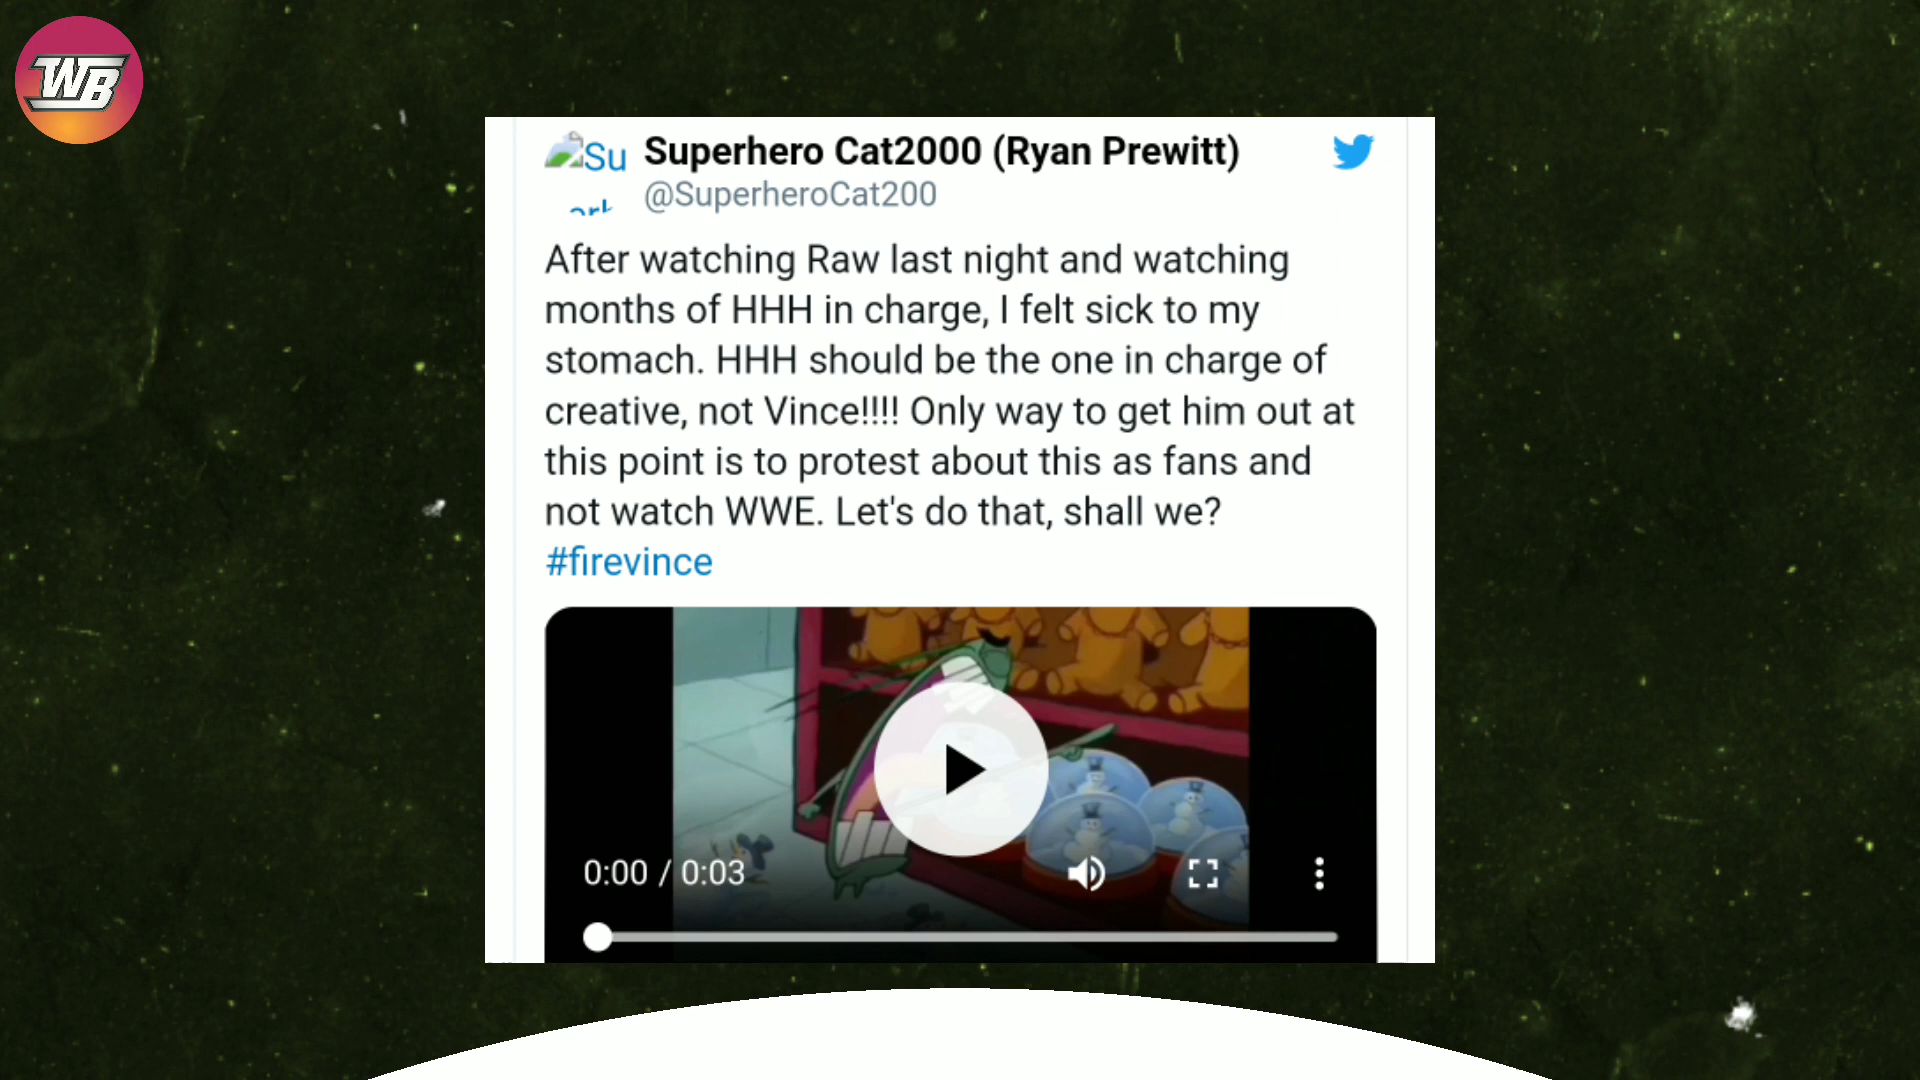 WB
Su
Superhero Cat2000 (Ryan Prewitt)
@SuperheroCat200
After watching Raw last night and watching
months of HHH in charge, I felt sick to my
stomach. HHH should be the one in charge of
creative, not Vince!!!! Only way to get him out at
this point is to protest about this as fans and
not watch WWE. Let's do that, shall we?
#firevince
0:00 / 0:03